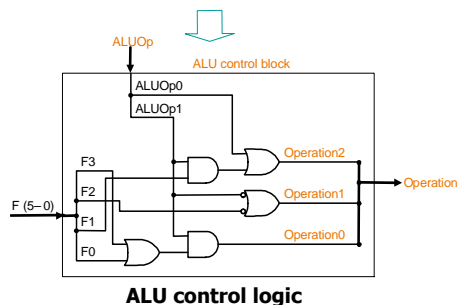 ALUOp
ALU control block
ALUOp0
ALUOp1
F3
Operation2
Operation
F2
Operation1
F (5–0)
F1
Operation0
F0
ALU control logic